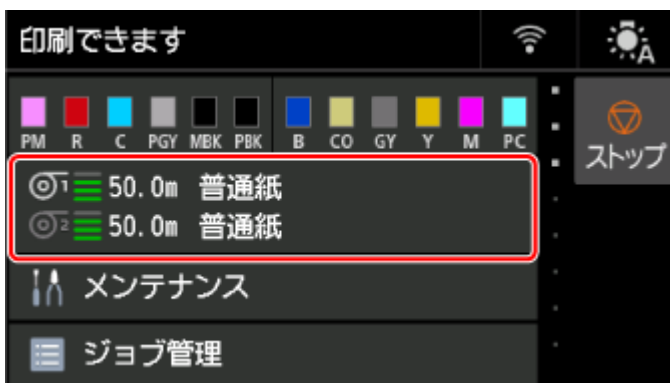 印刷できます
A
PM R C PGY MBK PBK B CO GY Y M PC
ストップ
1 50.0m 普通紙
2 50.0m 普通紙
メンテナンス
ジョブ管理